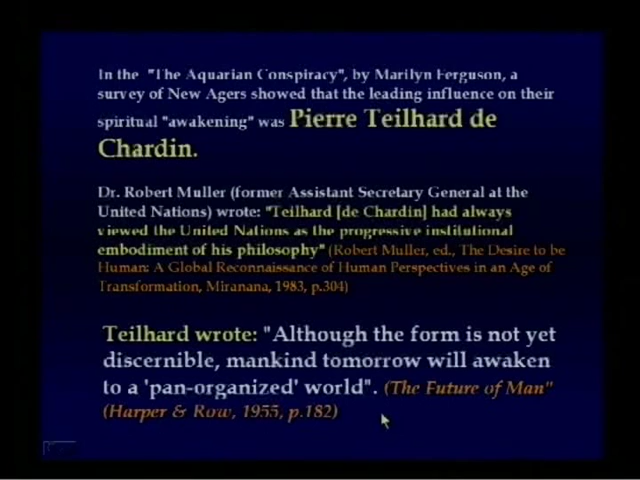 In the "The Aquarian Conspiracy", by Marilyn Ferguson, a
survey of New Agers showed that the leading influence on their
spiritual "awakening" was Pierre Teilhard de
Chardin.
Dr. Robert Muller (former Assistant Secretary General at the
United Nations) wrote: "Teilhard [de Chardin] had always
viewed the United Nations as the progressive institutional
embodiment of his philosophy" (Robert Muller, ed., The Desire to be
Human: A Global Reconnaissance of Human Perspectives in an Age of
Transformation, Miranana, 1983, p.304)
Teilhard wrote: "Although the form is not yet
discernible, mankind tomorrow will awaken
to a 'pan-organized' world". (The Future of Man"
(Harper & Row, 1955, p.182)